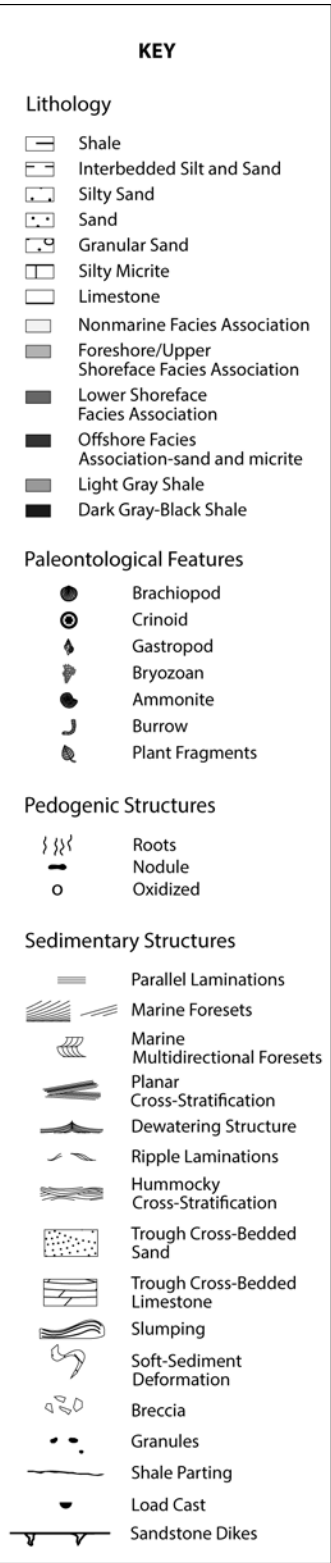 KEY
Lithology
Shale
Interbedded Silt and Sand
Silty Sand
Sand
Granular Sand
Silty Micrite
Limestone
Nonmarine Facies Association
Foreshore/Upper
Shoreface Facies Association
Lower Shoreface
Facies Association
Offshore Facies
Association-sand and micrite
Light Gray Shale
Dark Gray-Black Shale
Paleontological Features
Brachiopod
Crinoid
Gastropod
Bryozoan
Ammonite
Burrow
Plant Fragments
Pedogenic Structures
Roots
Nodule
Oxidized
Sedimentary Structures
Parallel Laminations
Marine Foresets
Marine
Multidirectional Foresets
Planar
Cross-Stratification
Dewatering Structure
Ripple Laminations
Hummocky
Cross-Stratification
Trough Cross-Bedded
Sand
Trough Cross-Bedded
Limestone
Slumping
Soft-Sediment
Deformation
Breccia
Granules
Shale Parting
Load Cast
Sandstone Dikes